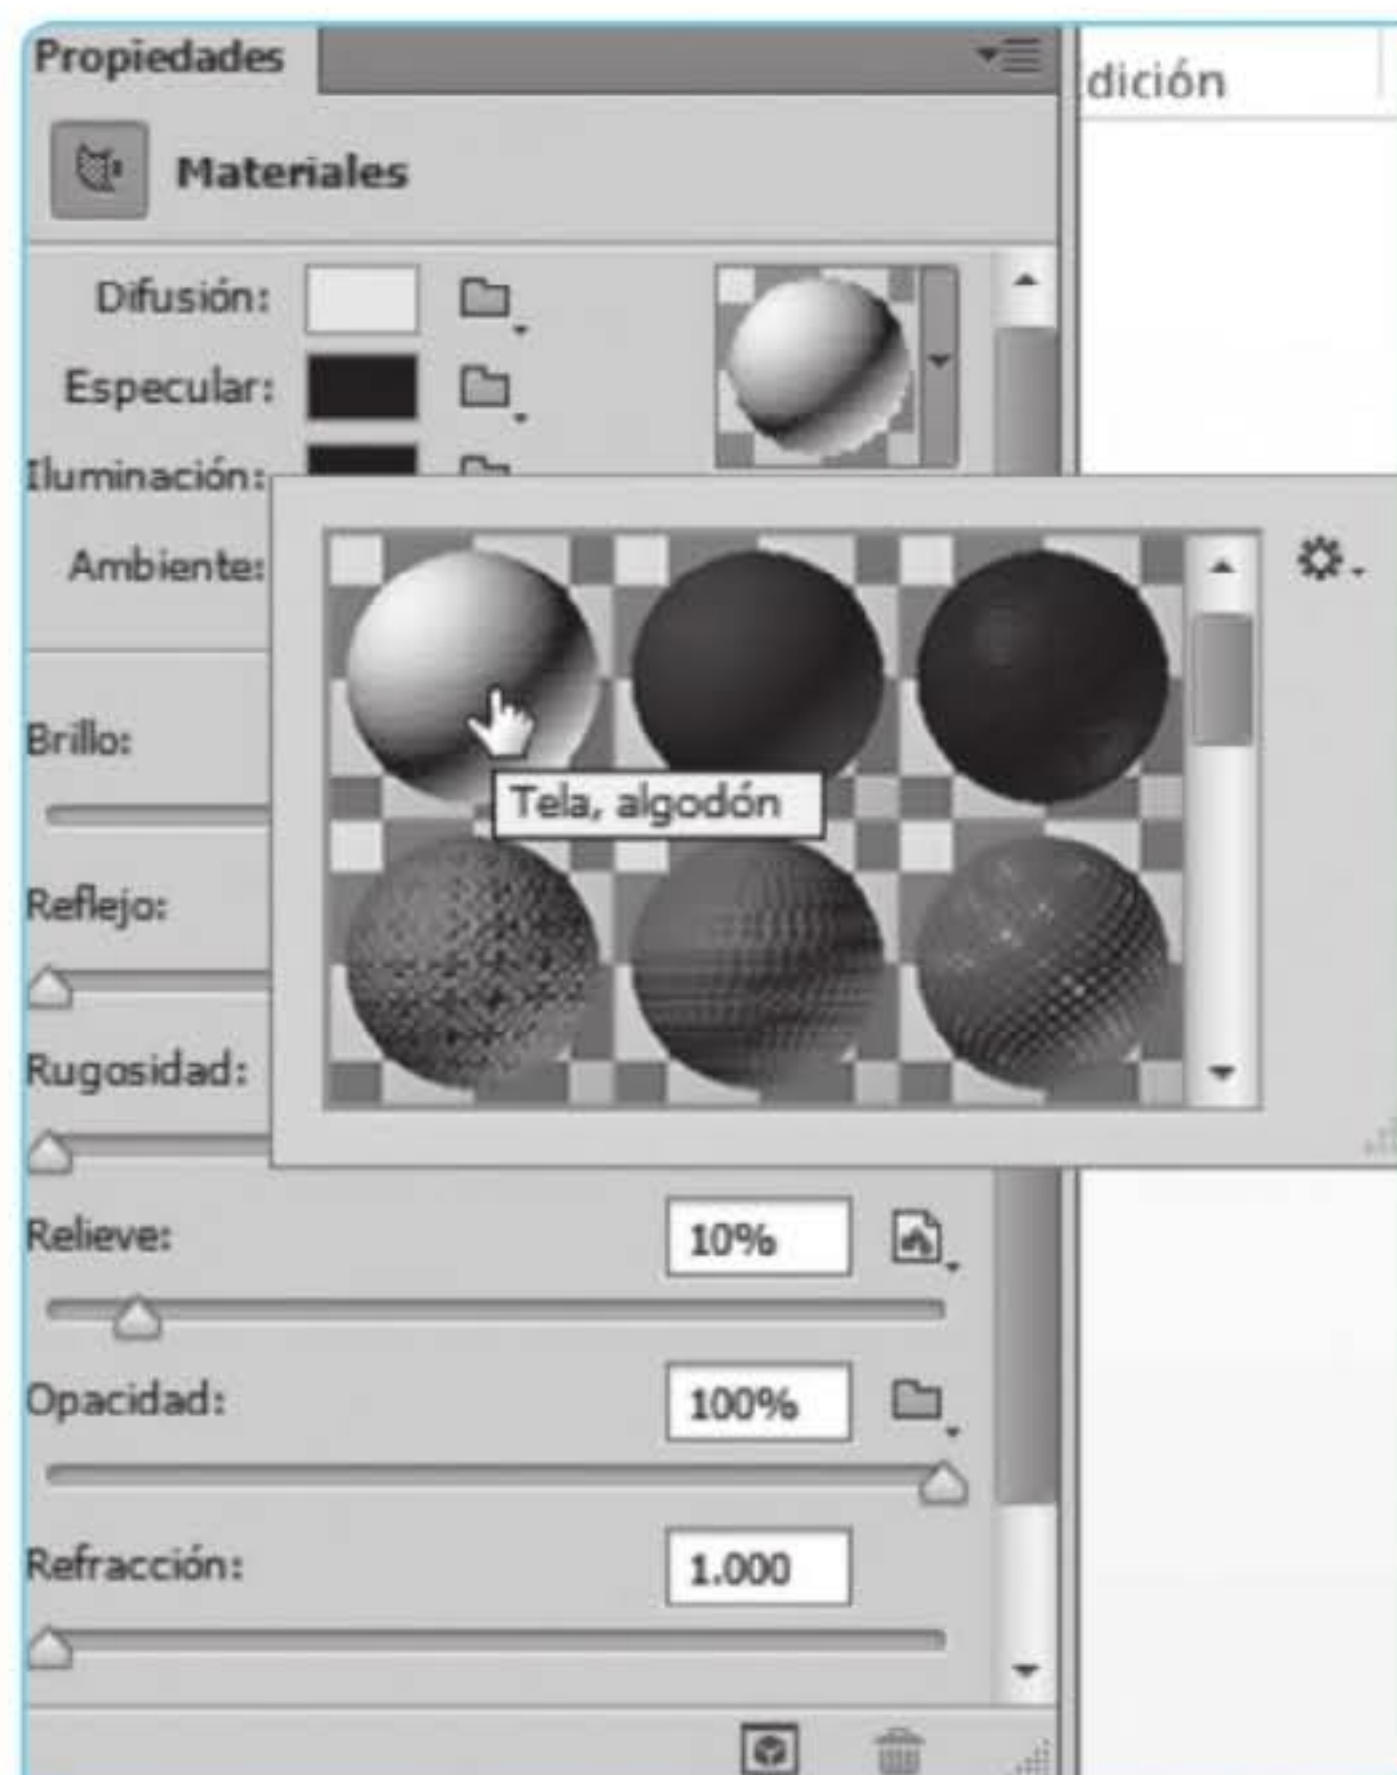 Propiedades
dición
Materiales
Difusión:
Especular:
Iluminación:
Ambiente:
Brillo:
Tela, algodón
Reflejo:
Rugosidad:
Relieve:
10%
Opacidad:
100%
Refracción:
1.000